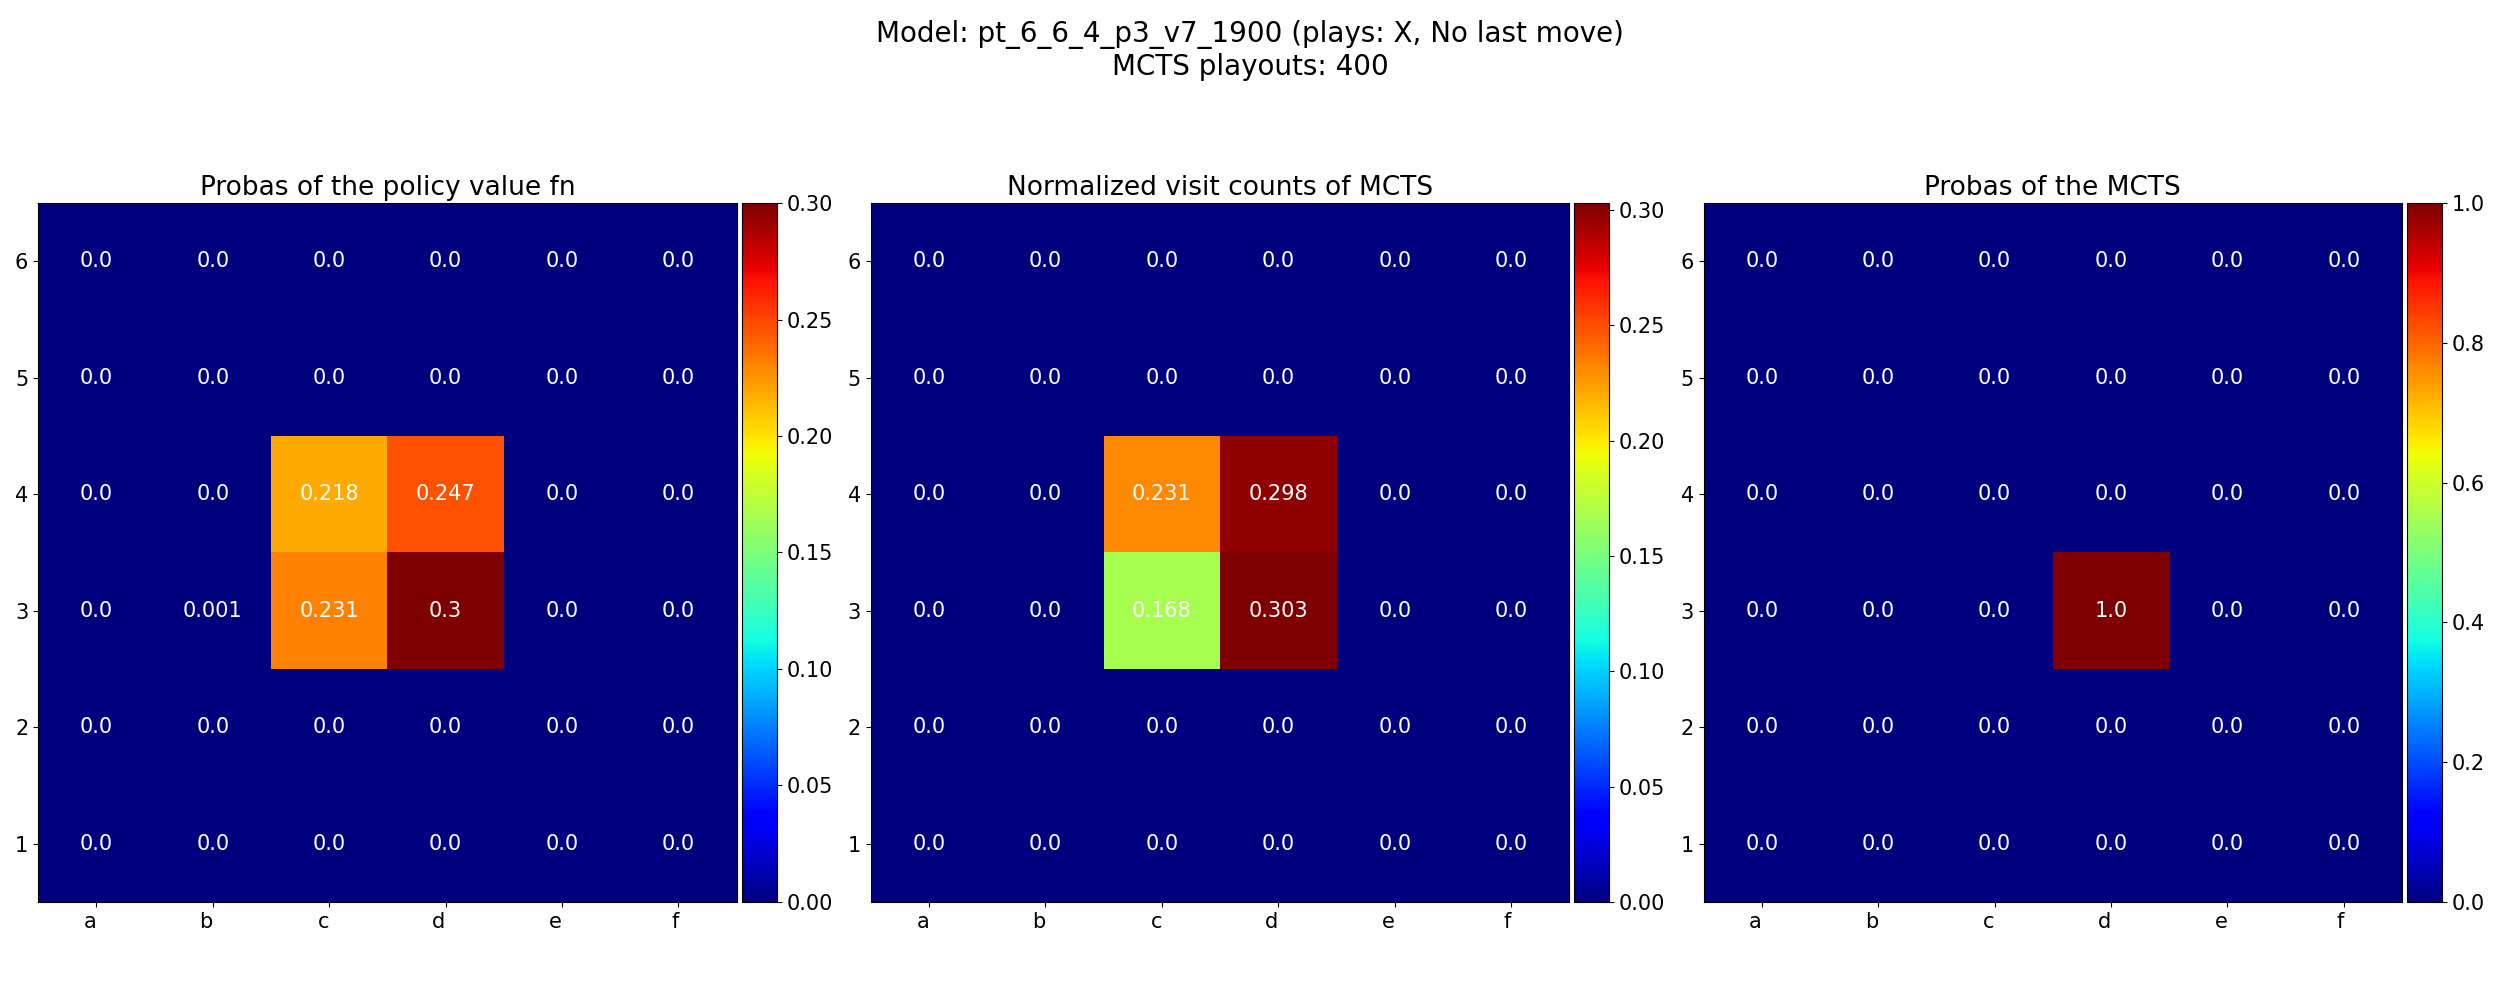 Model: pt_6_6_4_p3_v7_1900 (plays: X, No last move)
MCTS playouts: 400
Probas of the policy value fn
6 0.0 0.0 0.0 0.0 0.0 0.0
5 0.0 0.0 0.0 0.0 0.0 0.0
4 0.0 0.0 0.218 0.247 0.0 0.0
3 0.0 0.001 0.231 0.3 0.0 0.0
2 0.0 0.0 0.0 0.0 0.0 0.0
1 0.0 0.0 0.0 0.0 0.0 0.0
a b c d e f
0.30
0.25
0.20
0.15
0.10
0.05
0.00
Normalized visit counts of MCTS
6 0.0 0.0 0.0 0.0 0.0 0.0
5 0.0 0.0 0.0 0.0 0.0 0.0
4 0.0 0.0 0.231 0.298 0.0 0.0
3 0.0 0.0 0.168 0.303 0.0 0.0
2 0.0 0.0 0.0 0.0 0.0 0.0
1 0.0 0.0 0.0 0.0 0.0 0.0
a b c d e f
0.30
0.25
0.20
0.15
0.10
0.05
0.00
Probas of the MCTS
6 0.0 0.0 0.0 0.0 0.0 0.0
5 0.0 0.0 0.0 0.0 0.0 0.0
4 0.0 0.0 0.0 0.0 0.0 0.0
3 0.0 0.0 0.0 1.0 0.0 0.0
2 0.0 0.0 0.0 0.0 0.0 0.0
1 0.0 0.0 0.0 0.0 0.0 0.0
a b c d e f
1.0
0.8
0.6
0.4
0.2
0.0